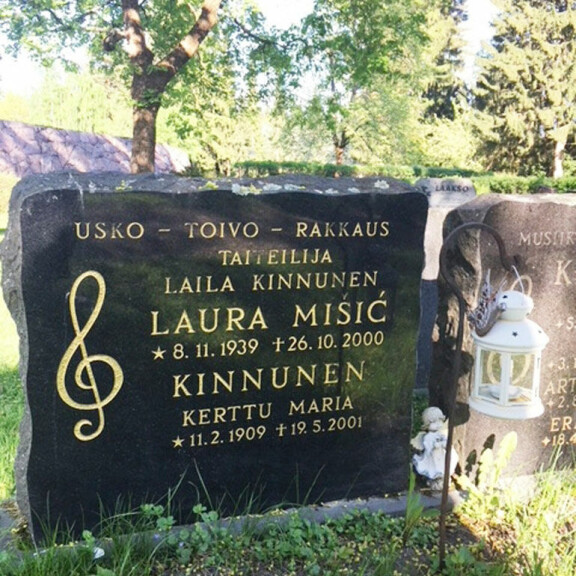 USKO - TOIVO - RAKKAUS
TAITEILIJA
LAILA KINNUNEN
LAURA MIŠIĆ
★ 8.11.1939 ✝ 26.10.2000
KINNUNEN
KERTTU MARIA
★ 11.2.1909 ✝ 19.5.2001
LAAKSO